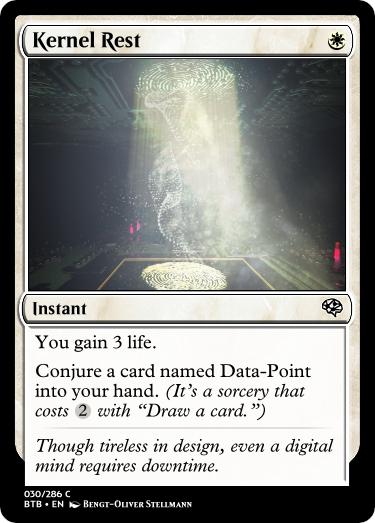 Kernel Rest
Instant
You gain 3 life.
Conjure a card named Data-Point
into your hand. (It's a sorcery that
costs 2 with “Draw a card.”)
Though tireless in design, even a digital
mind requires downtime.
030/286 C
BTB • EN Bengt-Oliver Stellmann